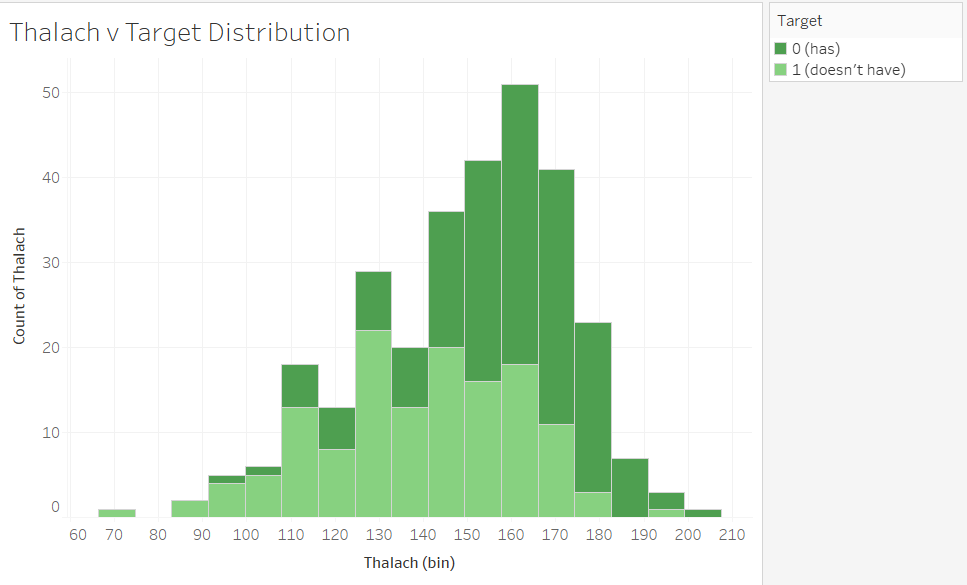 Thalach v Target Distribution
Target
0 (has)
1 (doesn't have)
Count of Thalach
50
40
30
20
10
0
60 70 80 90 100 110 120 130 140 150 160 170 180 190 200 210
Thalach (bin)